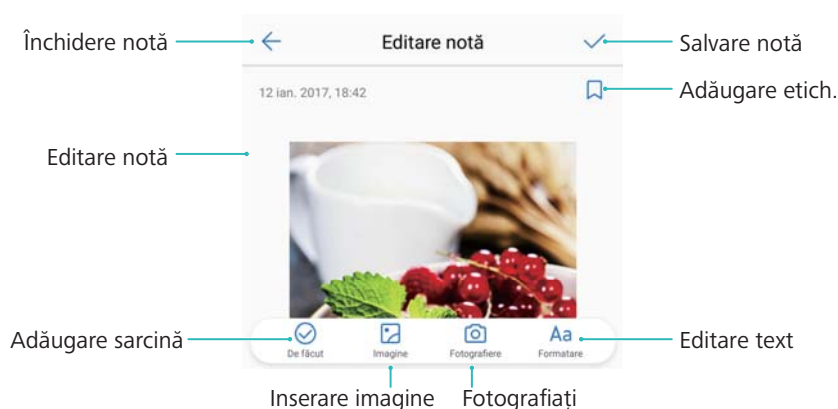 Închidere notă
Editare notă
Salvare notă
12 ian. 2017, 18:42
Adăugare etich.
Editare notă
Adăugare sarcină
De făcut
Imagine
Fotografiere
Aa
Formatare
Editare text
Inserare imagine
Fotografiați